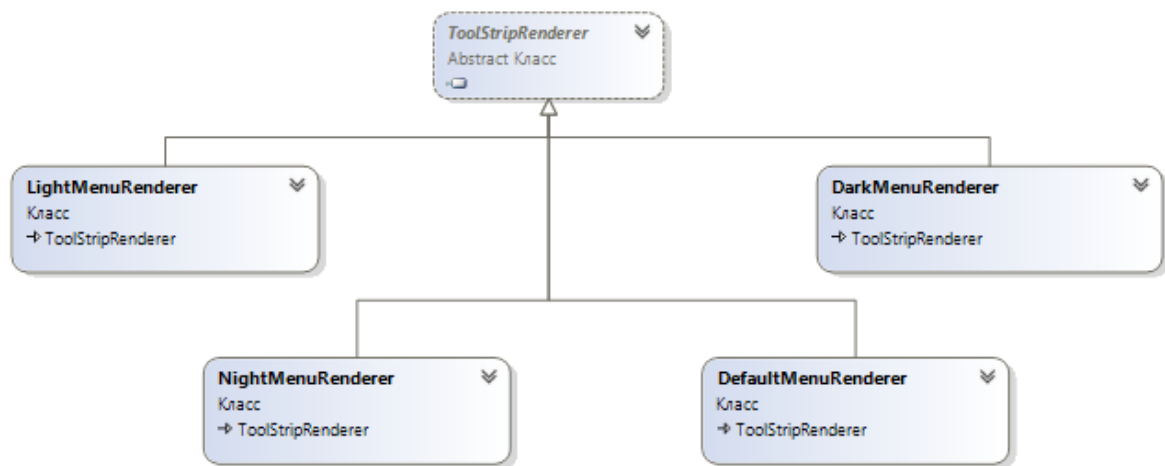 ToolStripRenderer
Abstract Класс
LightMenuRenderer
Класс
ToolStripRenderer
DarkMenuRenderer
Класс
ToolStripRenderer
NightMenuRenderer
Класс
ToolStripRenderer
DefaultMenuRenderer
Класс
ToolStripRenderer